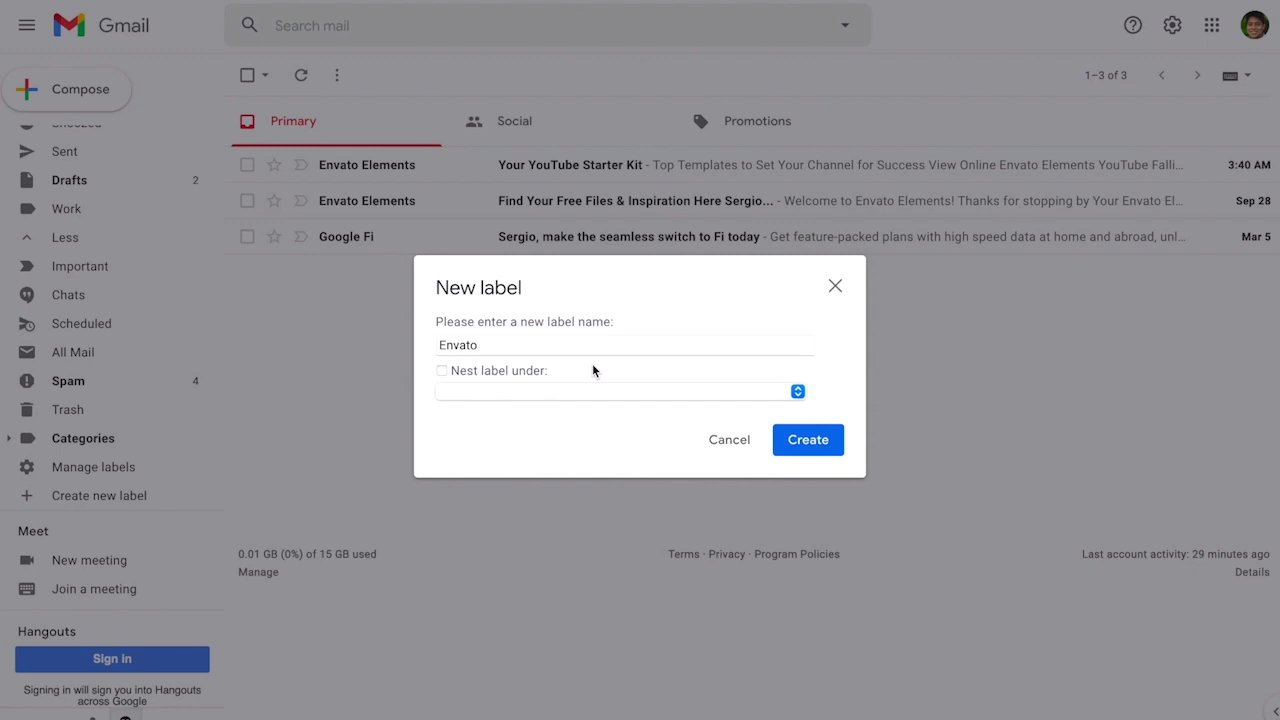 Gmail
Search mail
Compose
1–3 of 3
Primary
Social
Promotions
Snoozed
Sent
Drafts 2
Work
Less
Important
Chats
Scheduled
All Mail
Spam 4
Trash
Categories
Manage labels
Create new label
Meet
New meeting
Join a meeting
Hangouts
Sign in
Signing in will sign you into Hangouts
across Google
Envato Elements Your YouTube Starter Kit - Top Templates to Set Your Channel for Success View Online Envato Elements YouTube Falli... 3:40 AM
Envato Elements Find Your Free Files & Inspiration Here Sergio... - Welcome to Envato Elements! Thanks for stopping by Your Envato El... Sep 28
Google Fi Sergio, make the seamless switch to Fi today - Get feature-packed plans with high speed data at home and abroad, unl... Mar 5
New label
Please enter a new label name:
Envato
Nest label under:
Cancel
Create
0.01 GB (0%) of 15 GB used
Manage
Terms · Privacy · Program Policies
Last account activity: 29 minutes ago
Details